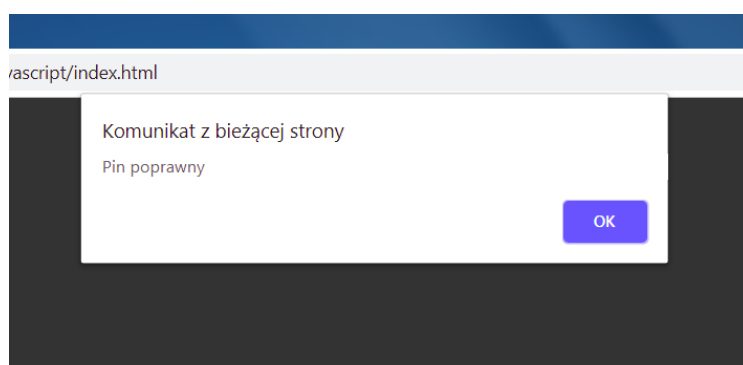 vascript/index.html
Komunikat z bieżącej strony
Pin poprawny
OK